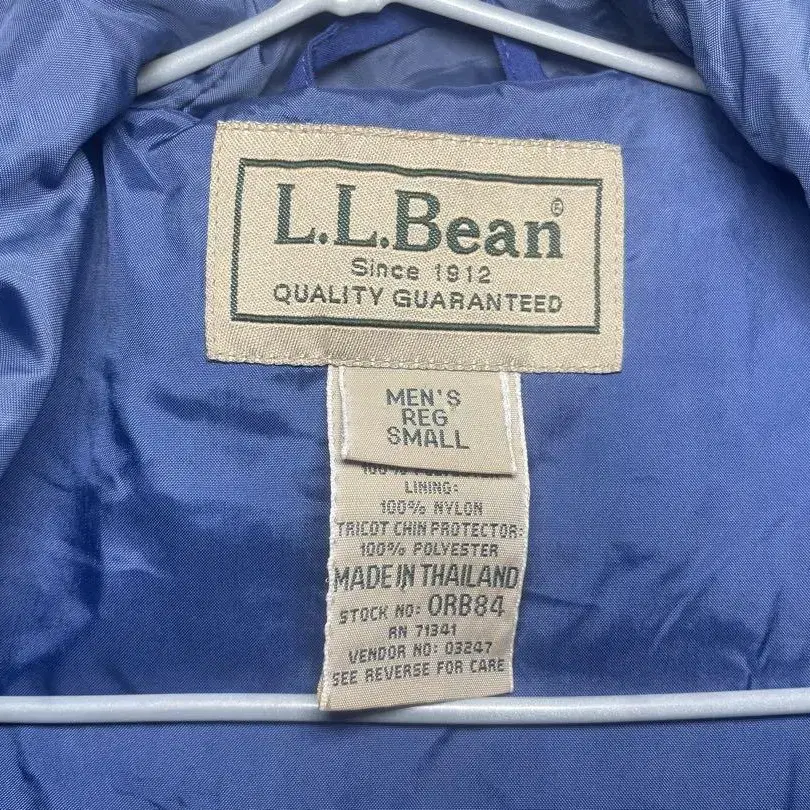 L.L.Bean®
Since 1912
QUALITY GUARANTEED
MEN'S
REG
SMALL
LINING:
100% NYLON
TRICOT CHIN PROTECTOR:
100% POLYESTER
MADE IN THAILAND
STOCK NO: ORB84
RN 71341
VENDOR NO: 03247
SEE REVERSE FOR CARE